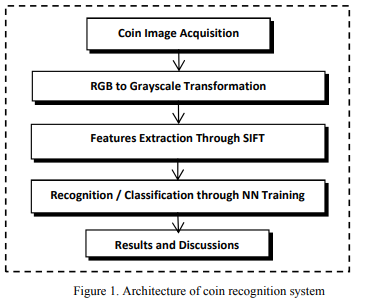 Coin Image Acquisition
RGB to Grayscale Transformation
Features Extraction Through SIFT
Recognition / Classification through NN Training
Results and Discussions
Figure 1. Architecture of coin recognition system